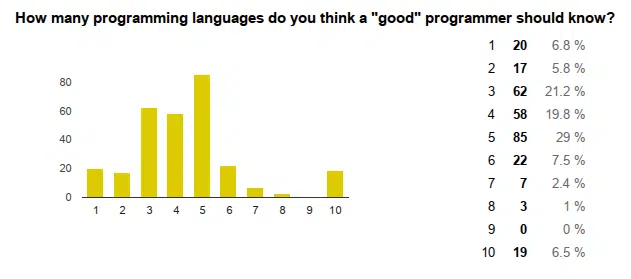 How many programming languages do you think a "good" programmer should know?
80
60
40
20
0
1 2 3 4 5 6 7 8 9 10
1 20 6.8 %
2 17 5.8 %
3 62 21.2 %
4 58 19.8 %
5 85 29 %
6 22 7.5 %
7 7 2.4 %
8 3 1 %
9 0 0 %
10 19 6.5 %